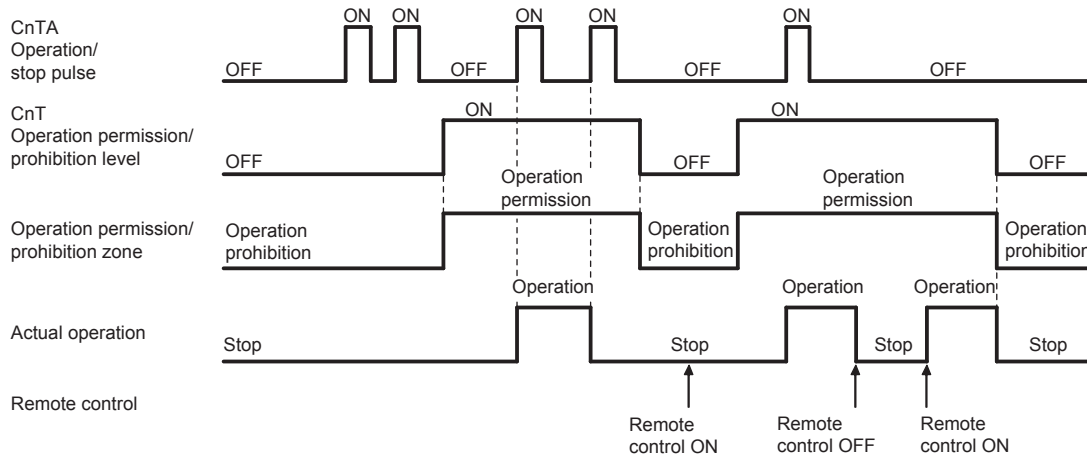 CnTA
Operation/
stop pulse
ON ON ON ON ON
OFF OFF OFF OFF
CnT
Operation permission/
prohibition level
ON ON
OFF OFF OFF
Operation permission/
prohibition zone
Operation
permission
Operation
permission
Operation
prohibition
Operation
prohibition
Operation
prohibition
Actual operation
Operation Operation Operation
Stop Stop Stop Stop
Remote control
Remote
control ON
Remote
control OFF
Remote
control ON